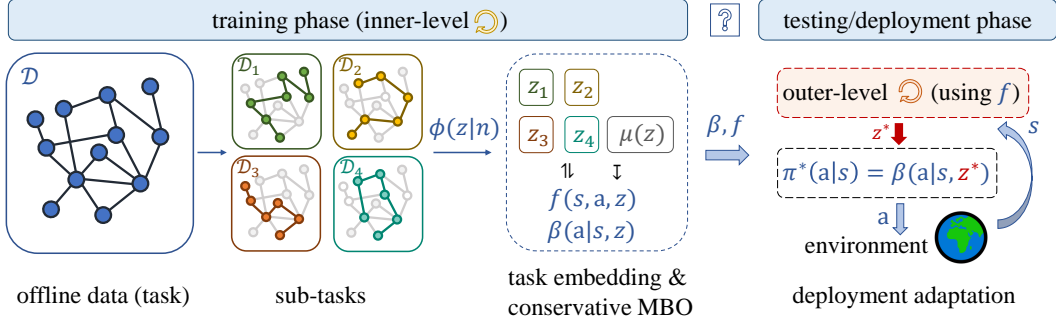 training phase (inner-level )
?
testing/deployment phase
𝒟
𝒟₁
𝒟₂
𝒟₃
𝒟₄
ϕ(z|n)
z₁ z₂
z₃ z₄ μ(z)
f(s, a, z)
β(a|s, z)
β, f
outer-level (using f)
z*
s
π*(a|s) = β(a|s, z*)
a
environment
offline data (task)
sub-tasks
task embedding &
conservative MBO
deployment adaptation